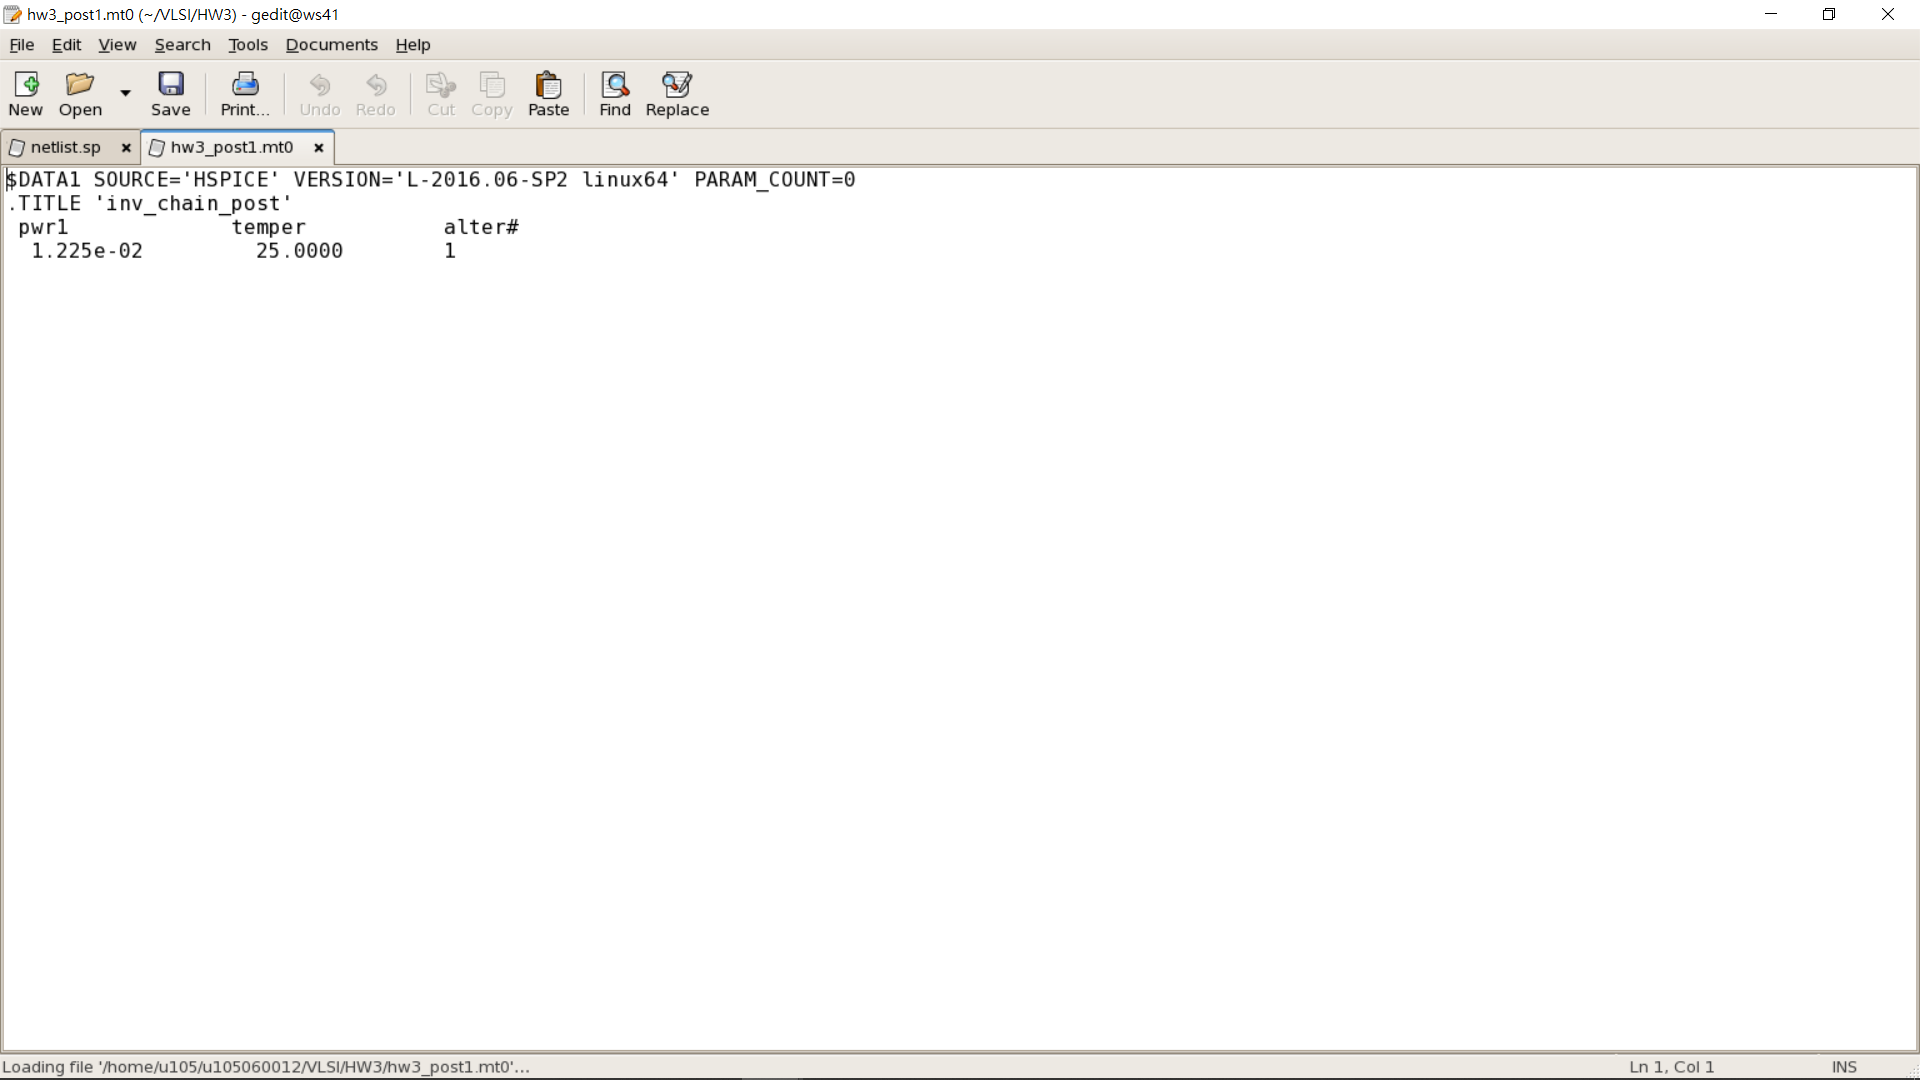 hw3_post1.mt0 (~/VLSI/HW3) - gedit@ws41
File Edit View Search Tools Documents Help
New Open Save Print... Undo Redo Cut Copy Paste Find Replace
netlist.sp hw3_post1.mt0
$DATA1 SOURCE='HSPICE' VERSION='L-2016.06-SP2 linux64' PARAM_COUNT=0
.TITLE 'inv_chain_post'
pwr1 temper alter#
1.225e-02 25.0000 1
Loading file '/home/u105/u105060012/VLSI/HW3/hw3_post1.mt0'... Ln 1, Col 1 INS